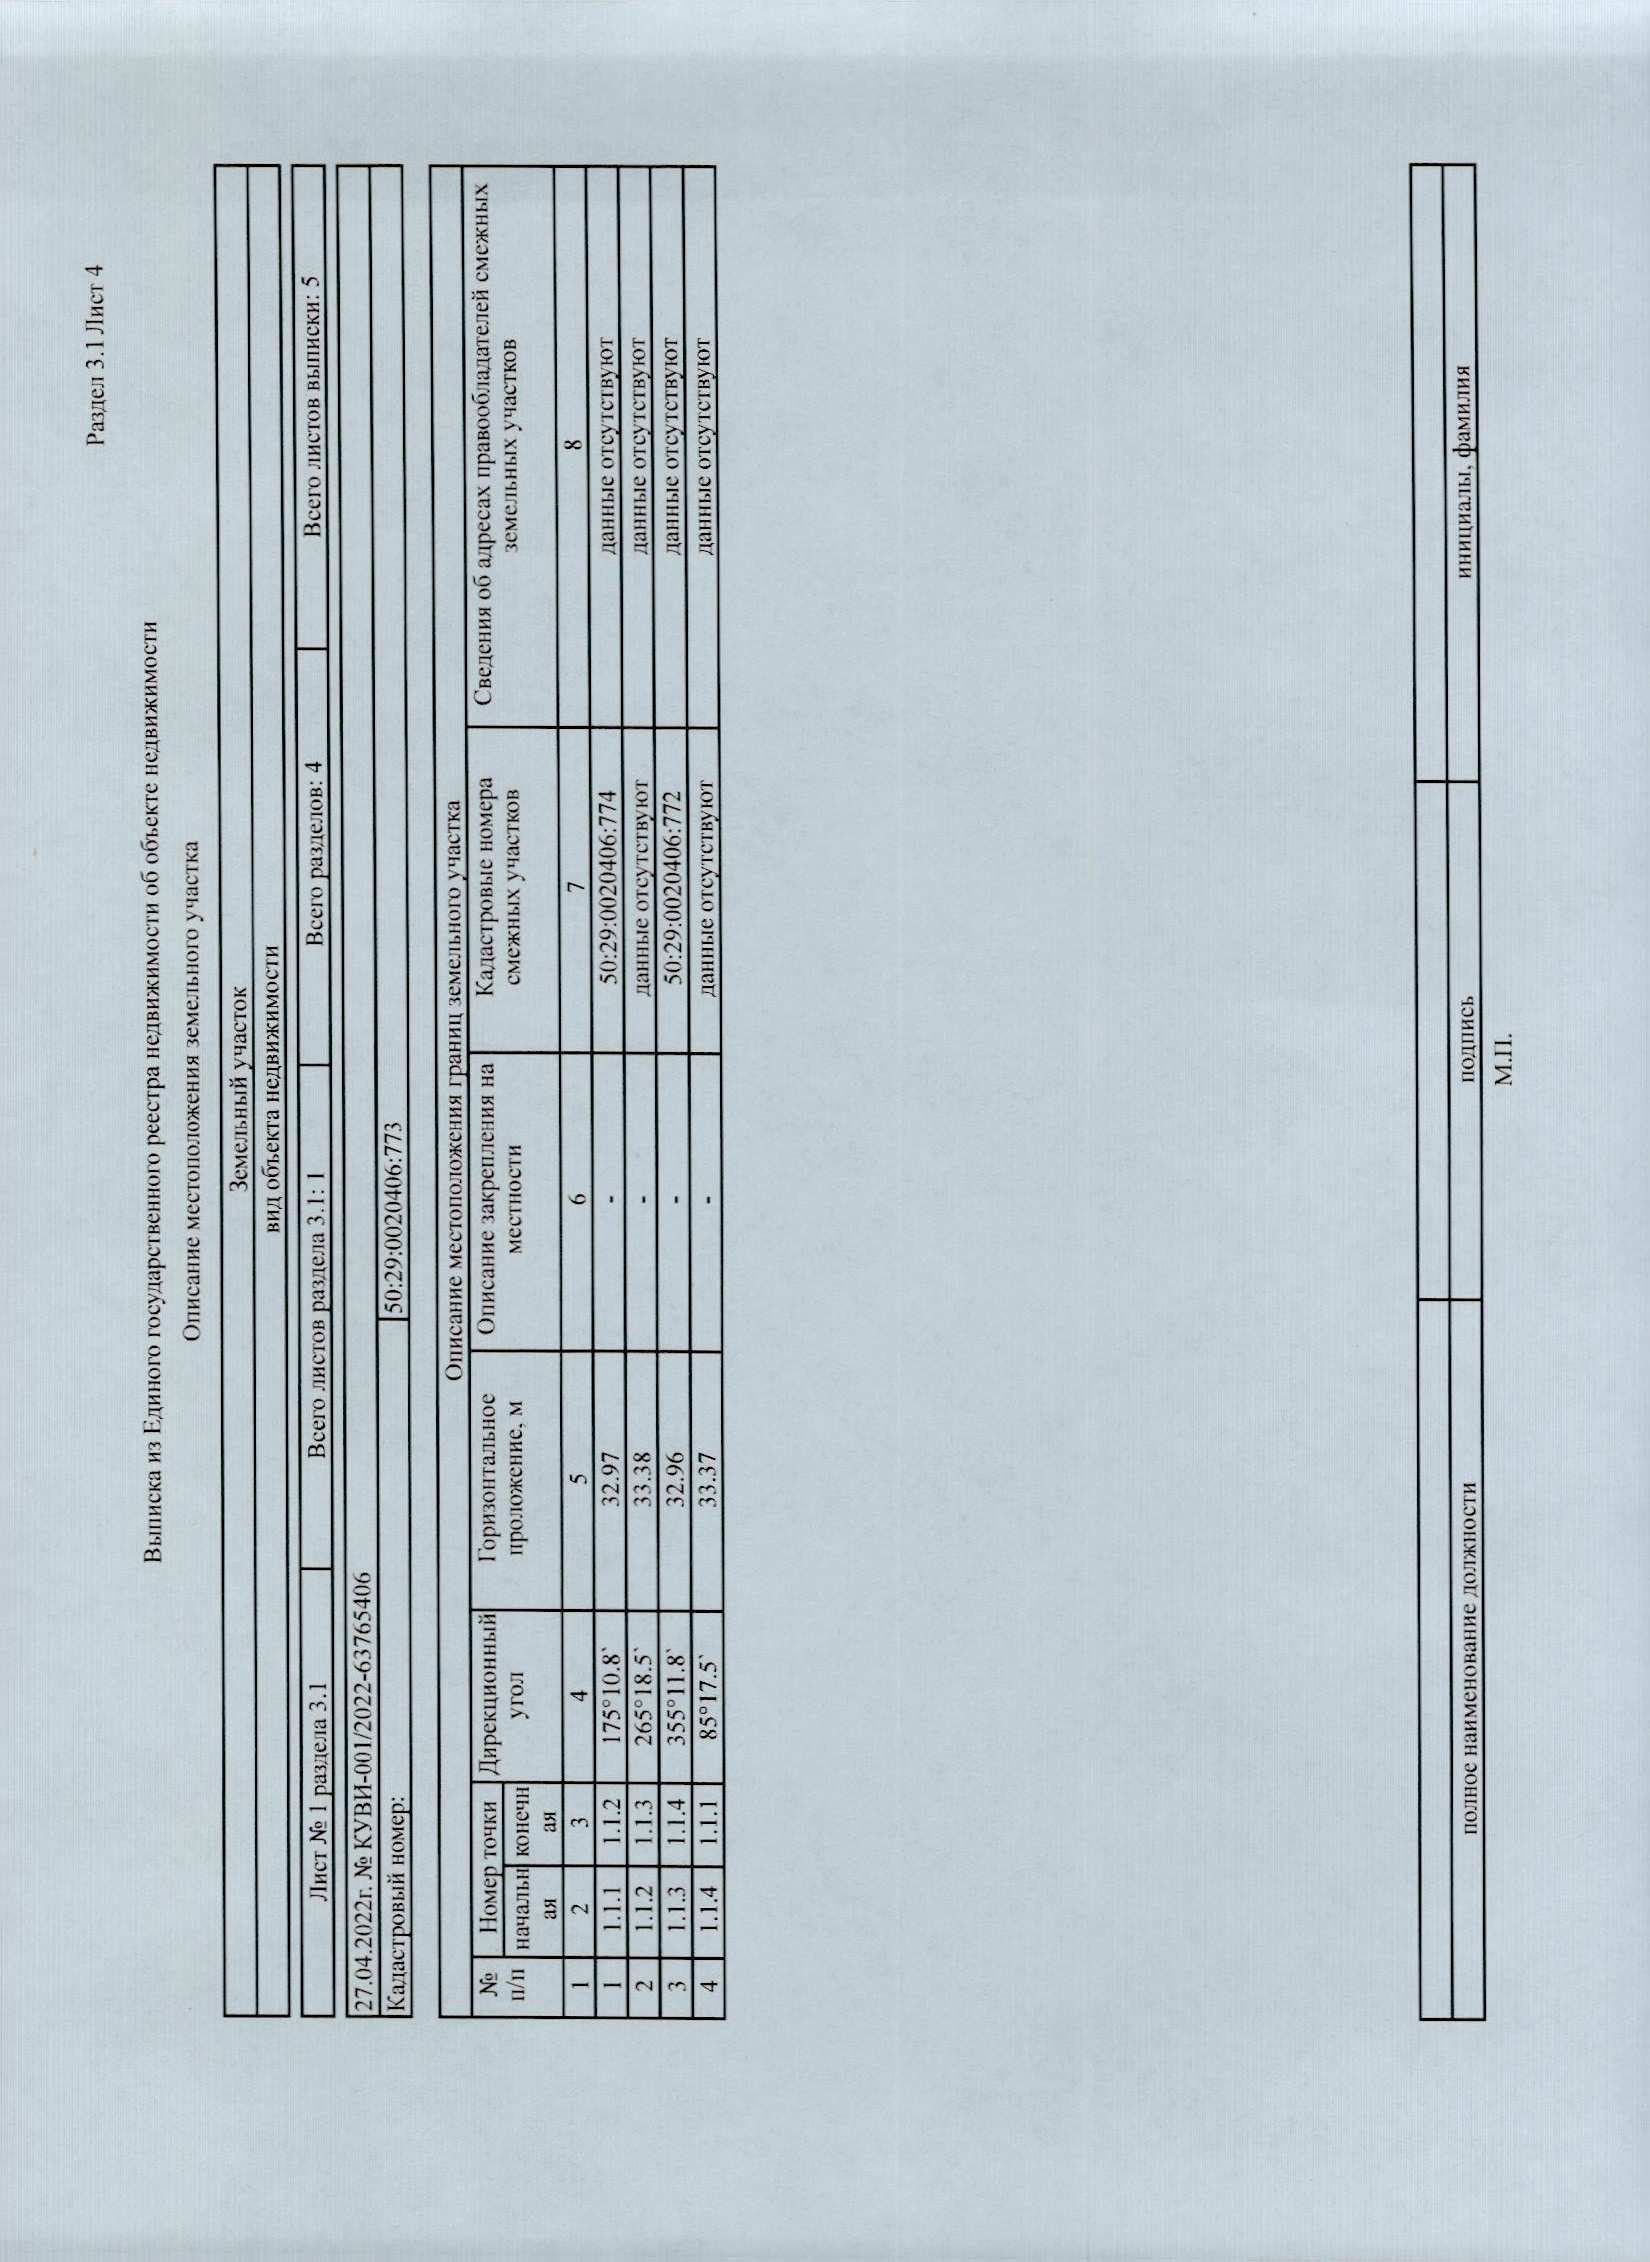 Раздел 3.1 Лист 4
Выписка из Единого государственного реестра недвижимости об объекте недвижимости
Описание местоположения земельного участка
Земельный участок
вид объекта недвижимости
Лист № 1 раздела 3.1 Всего листов раздела 3.1: 1 Всего разделов: 4 Всего листов выписки: 5
27.04.2022г. № КУВИ-001/2022-63765406
Кадастровый номер: 50:29:0020406:773
Описание местоположения границ земельного участка
№ п/п Номер точки Дирекционный угол Горизонтальное проложение, м Описание закрепления на местности Кадастровые номера смежных участков Сведения об адресах правообладателей смежных земельных участков
начальн ая конечн ая
1 2 3 4 5 6 7 8
1 1.1.1 1.1.2 175°10.8` 32.97 - 50:29:0020406:774 данные отсутствуют
2 1.1.2 1.1.3 265°18.5` 33.38 - данные отсутствуют данные отсутствуют
3 1.1.3 1.1.4 355°11.8` 32.96 - 50:29:0020406:772 данные отсутствуют
4 1.1.4 1.1.1 85°17.5` 33.37 - данные отсутствуют данные отсутствуют
полное наименование должности подпись инициалы, фамилия
М.П.